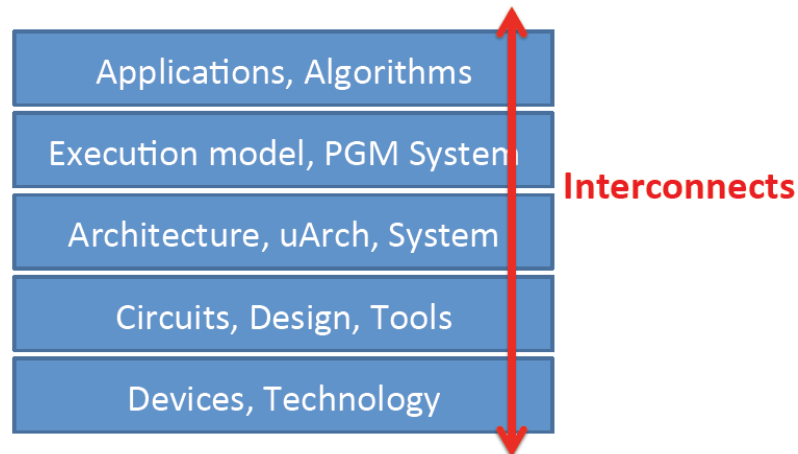 Applications, Algorithms
Execution model, PGM System
Interconnects
Architecture, uArch, System
Circuits, Design, Tools
Devices, Technology